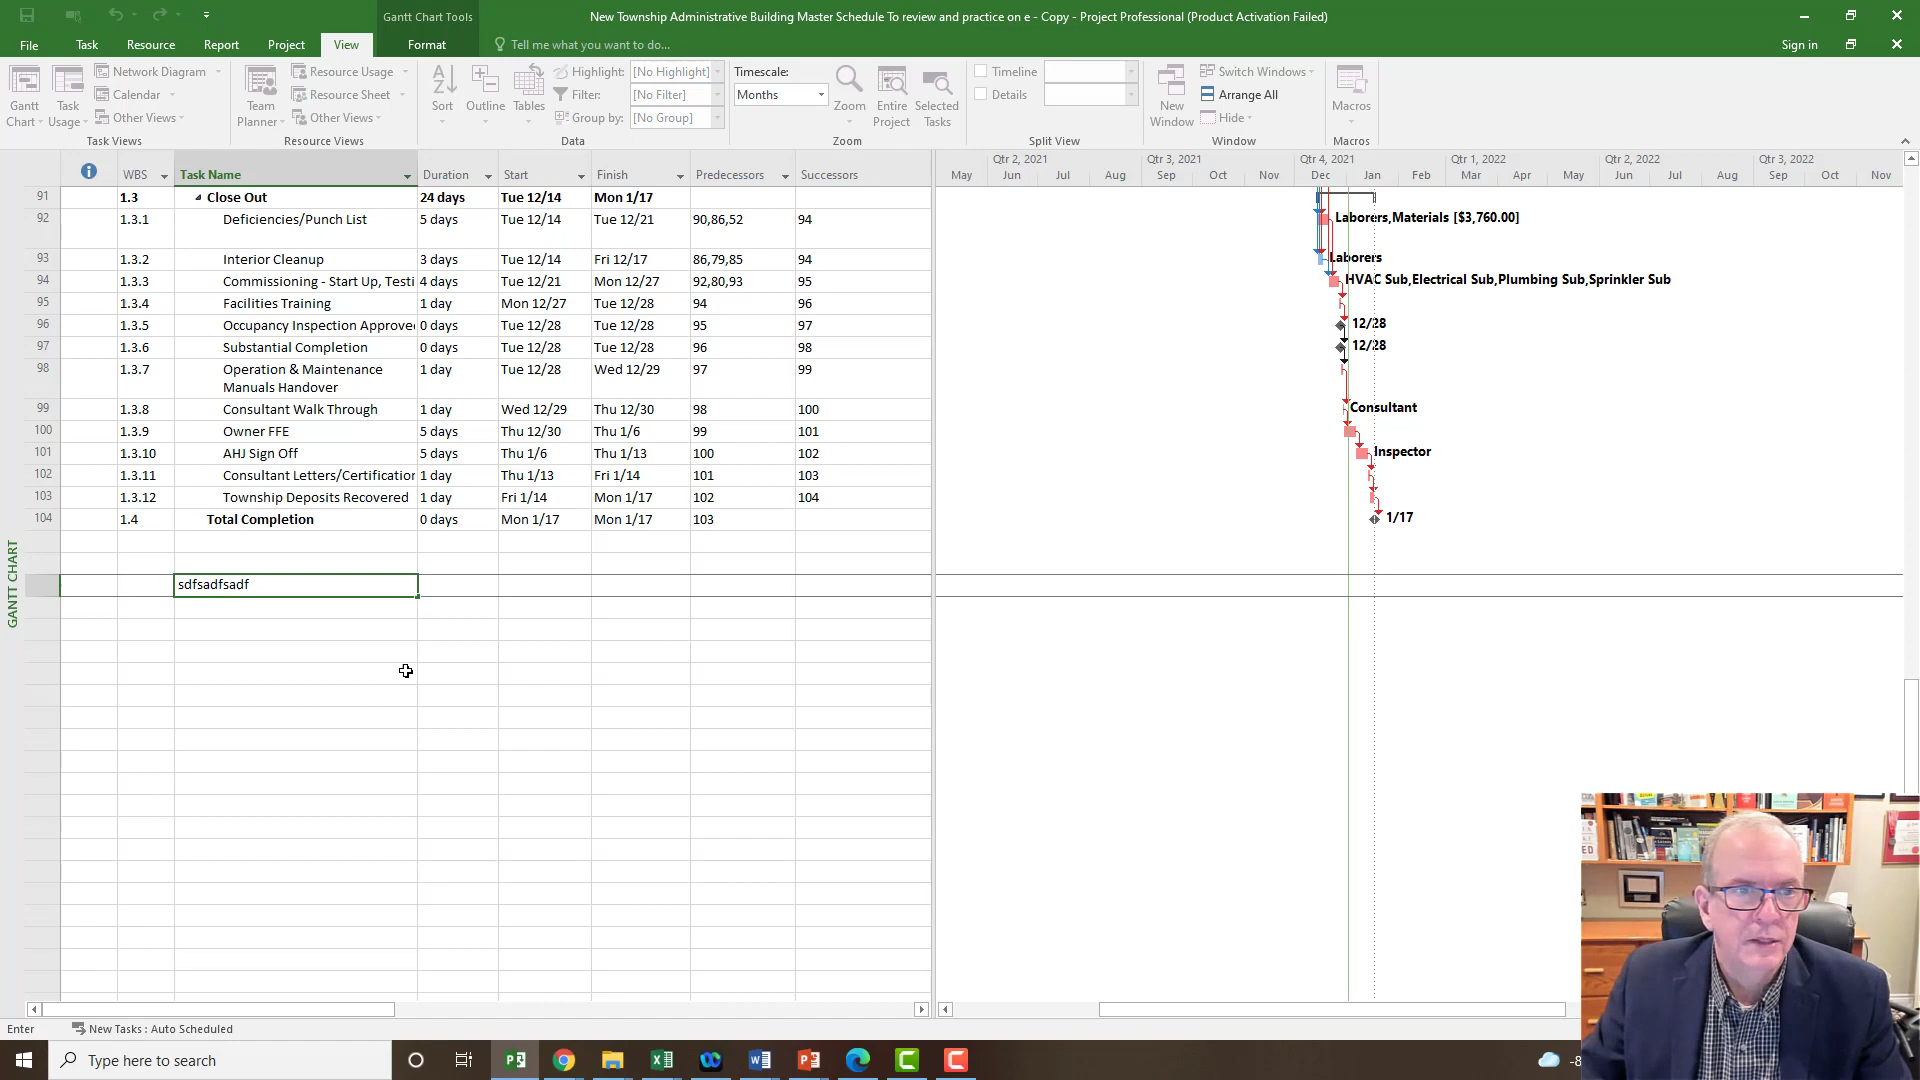 Gantt Chart Tools
New Township Administrative Building Master Schedule To review and practice on e - Copy - Project Professional (Product Activation Failed)
File Task Resource Report Project View Format Tell me what you want to do... Sign in
Gantt Chart
Task Usage
Network Diagram
Calendar
Other Views
Task Views
Team Planner
Resource Usage
Resource Sheet
Other Views
Resource Views
Sort
Outline
Tables
Highlight: [No Highlight]
Filter: [No Filter]
Group by: [No Group]
Data
Timescale:
Months
Zoom
Entire Project
Selected Tasks
Zoom
Timeline
Details
Split View
New Window
Switch Windows
Arrange All
Hide
Window
Macros
Macros
WBS Task Name Duration Start Finish Predecessors Successors
91 1.3 Close Out 24 days Tue 12/14 Mon 1/17
92 1.3.1 Deficiencies/Punch List 5 days Tue 12/14 Tue 12/21 90,86,52 94
93 1.3.2 Interior Cleanup 3 days Tue 12/14 Fri 12/17 86,79,85 94
94 1.3.3 Commissioning - Start Up, Testi 4 days Tue 12/21 Mon 12/27 92,80,93 95
95 1.3.4 Facilities Training 1 day Mon 12/27 Tue 12/28 94 96
96 1.3.5 Occupancy Inspection Approve 0 days Tue 12/28 Tue 12/28 95 97
97 1.3.6 Substantial Completion 0 days Tue 12/28 Tue 12/28 96 98
98 1.3.7 Operation & Maintenance 1 day Tue 12/28 Wed 12/29 97 99
Manuals Handover
99 1.3.8 Consultant Walk Through 1 day Wed 12/29 Thu 12/30 98 100
100 1.3.9 Owner FFE 5 days Thu 12/30 Thu 1/6 99 101
101 1.3.10 AHJ Sign Off 5 days Thu 1/6 Thu 1/13 100 102
102 1.3.11 Consultant Letters/Certification 1 day Thu 1/13 Fri 1/14 101 103
103 1.3.12 Township Deposits Recovered 1 day Fri 1/14 Mon 1/17 102 104
104 1.4 Total Completion 0 days Mon 1/17 Mon 1/17 103
sdfsadfsadf
GANTT CHART
Qtr 2, 2021 Qtr 3, 2021 Qtr 4, 2021 Qtr 1, 2022 Qtr 2, 2022 Qtr 3, 2022
May Jun Jul Aug Sep Oct Nov Dec Jan Feb Mar Apr May Jun Jul Aug Sep Oct Nov
Laborers,Materials [$3,760.00]
Laborers
HVAC Sub,Electrical Sub,Plumbing Sub,Sprinkler Sub
12/28
12/28
Consultant
Inspector
1/17
Enter New Tasks : Auto Scheduled
Type here to search
-8